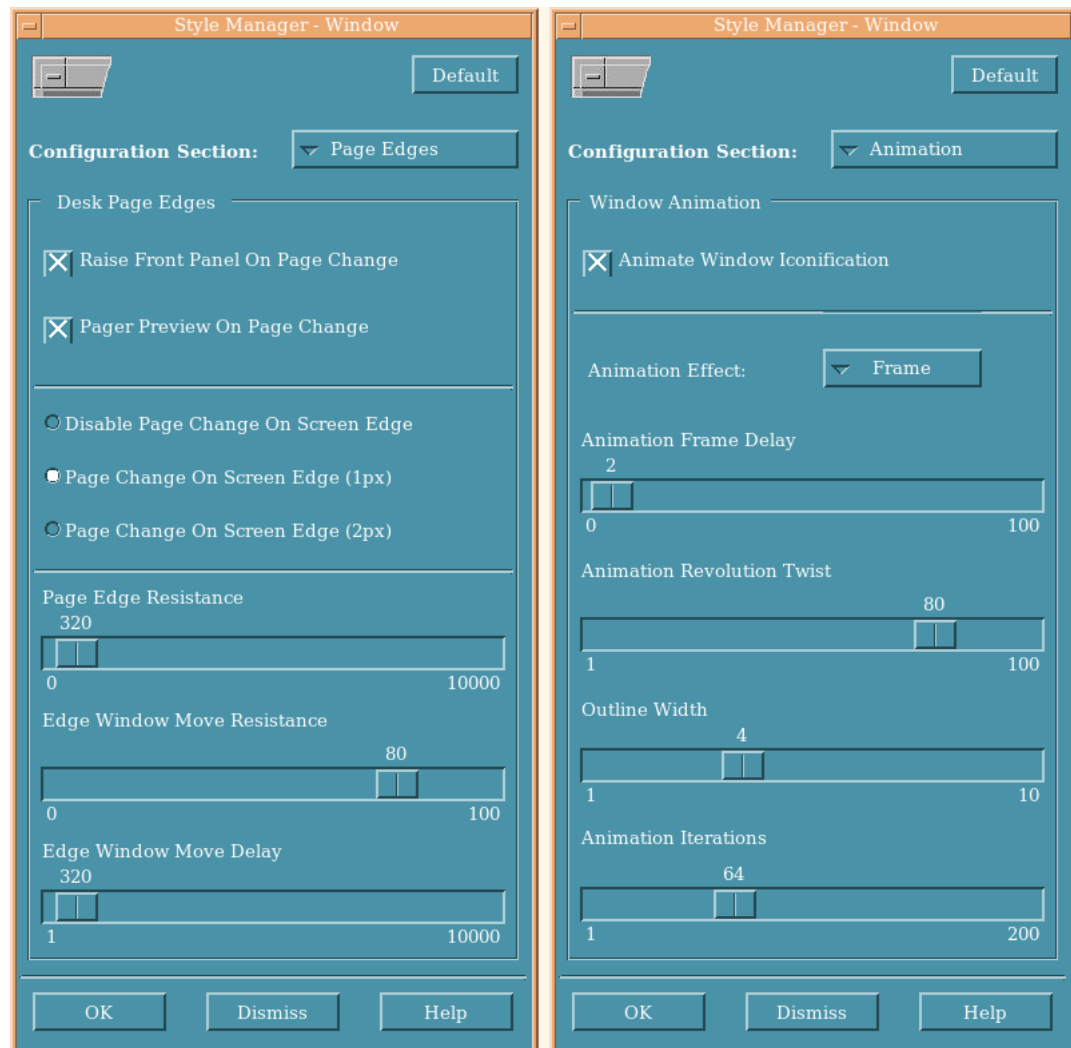 Style Manager - Window
Default
Configuration Section:
Page Edges
Desk Page Edges
Raise Front Panel On Page Change
Pager Preview On Page Change
Disable Page Change On Screen Edge
Page Change On Screen Edge (1px)
Page Change On Screen Edge (2px)
Page Edge Resistance
320
0 10000
Edge Window Move Resistance
80
0 100
Edge Window Move Delay
320
1 10000
OK Dismiss Help
Style Manager - Window
Default
Configuration Section:
Animation
Window Animation
Animate Window Iconification
Animation Effect:
Frame
Animation Frame Delay
2
0 100
Animation Revolution Twist
80
1 100
Outline Width
4
1 10
Animation Iterations
64
1 200
OK Dismiss Help